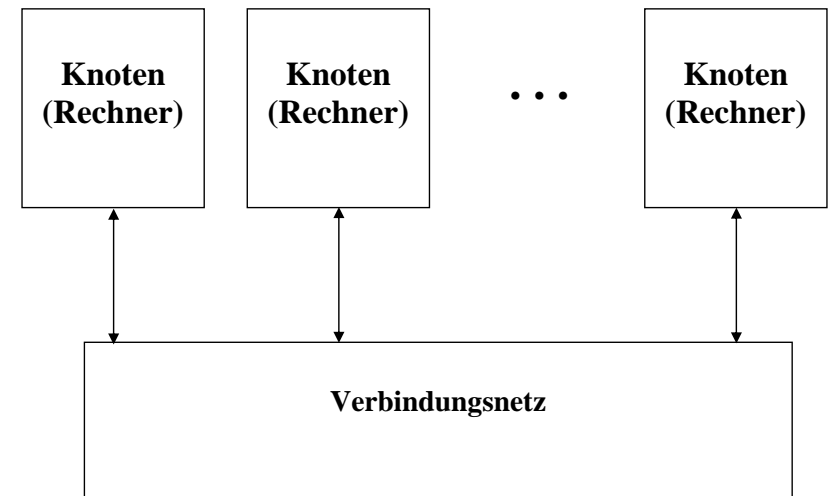 Knoten
(Rechner)
Knoten
(Rechner)
. . .
Knoten
(Rechner)
Verbindungsnetz